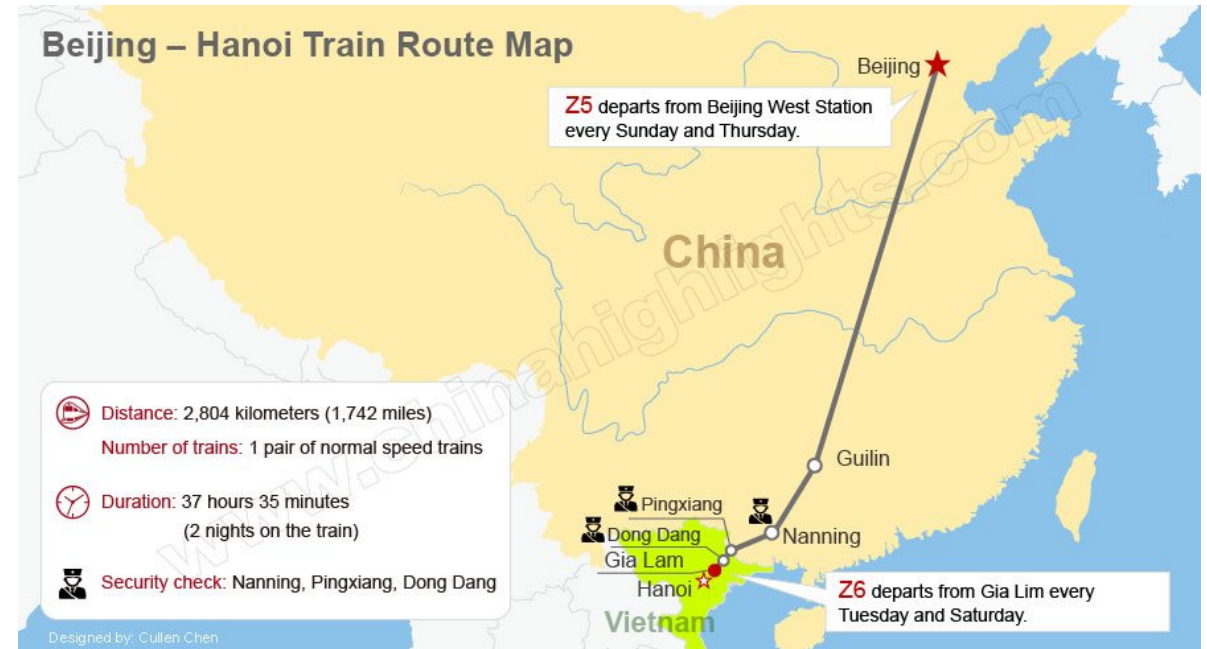 Beijing – Hanoi Train Route Map
Beijing
Z5 departs from Beijing West Station
every Sunday and Thursday.
China
www.chinahighlights.com
Distance: 2,804 kilometers (1,742 miles)
Number of trains: 1 pair of normal speed trains
Duration: 37 hours 35 minutes
(2 nights on the train)
Security check: Nanning, Pingxiang, Dong Dang
Guilin
Pingxiang
Nanning
Dong Dang
Gia Lam
Hanoi
Vietnam
Z6 departs from Gia Lim every
Tuesday and Saturday.
Designed by: Cullen Chen